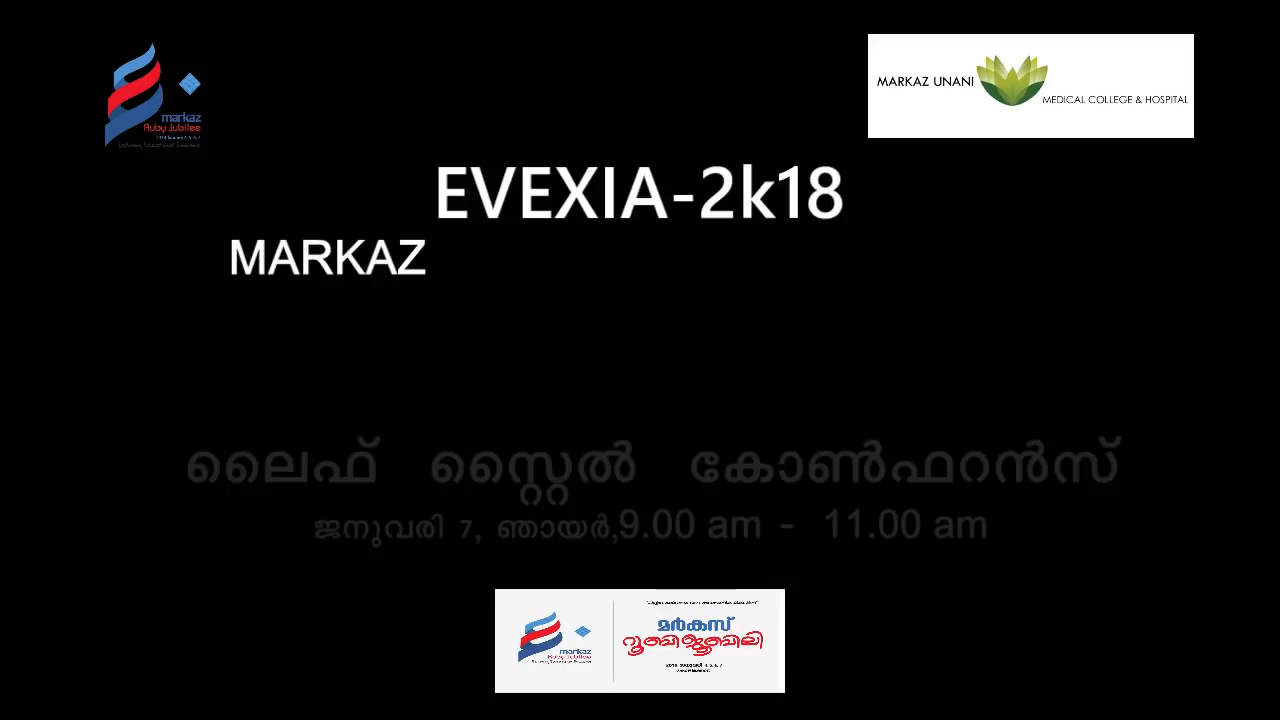 markaz
Ruby Jubilee
MARKAZ UNANI
MEDICAL COLLEGE & HOSPITAL
EVEXIA-2k18
MARKAZ
ലൈഫ് സ്റ്റൈൽ കോൺഫറൻസ്
ജനുവരി 7, ഞായർ,9.00 am - 11.00 am
markaz
Ruby Jubilee
മർകസ്
റൂബിജൂബിലി